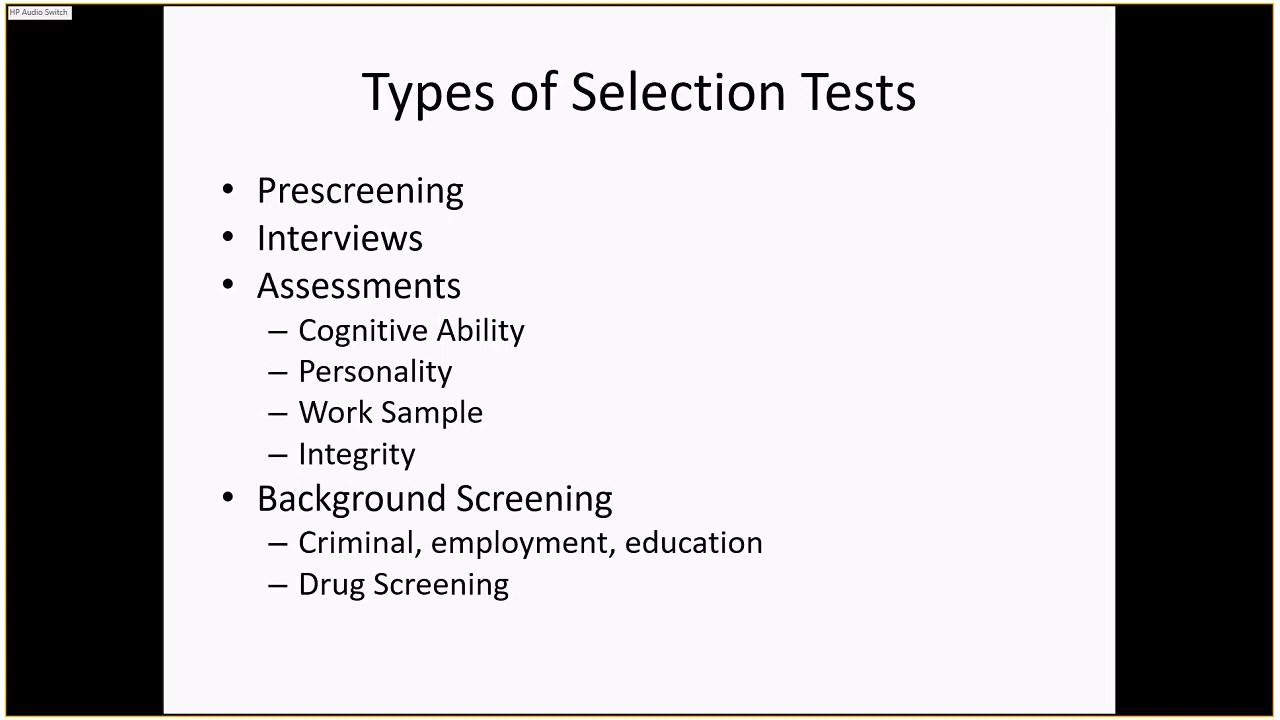 HP Audio Switch
Types of Selection Tests
• Prescreening
• Interviews
• Assessments
– Cognitive Ability
– Personality
– Work Sample
– Integrity
• Background Screening
– Criminal, employment, education
– Drug Screening